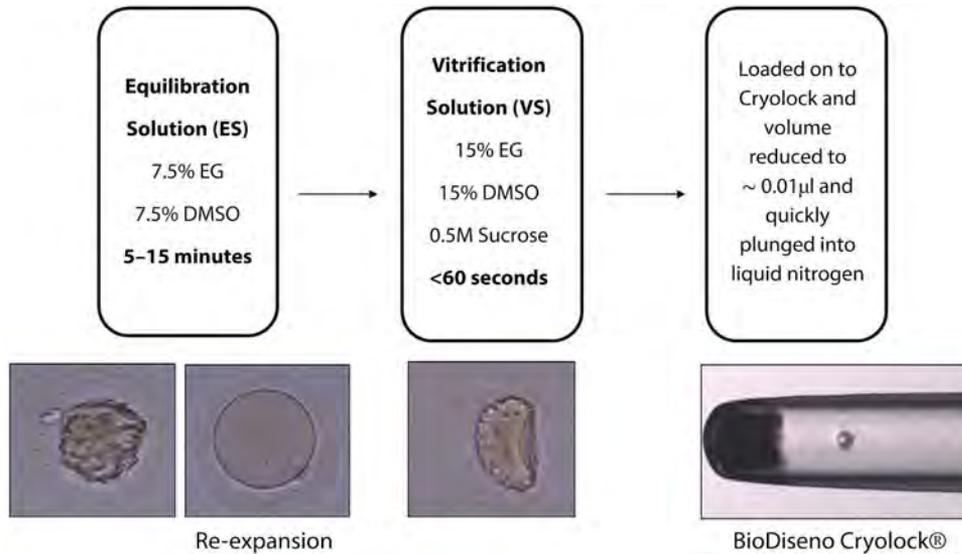 Equilibration
Solution (ES)
7.5% EG
7.5% DMSO
5–15 minutes
Vitrification
Solution (VS)
15% EG
15% DMSO
0.5M Sucrose
<60 seconds
Loaded on to
Cryolock and
volume
reduced to
~ 0.01μl and
quickly
plunged into
liquid nitrogen
Re-expansion
BioDiseno Cryolock®